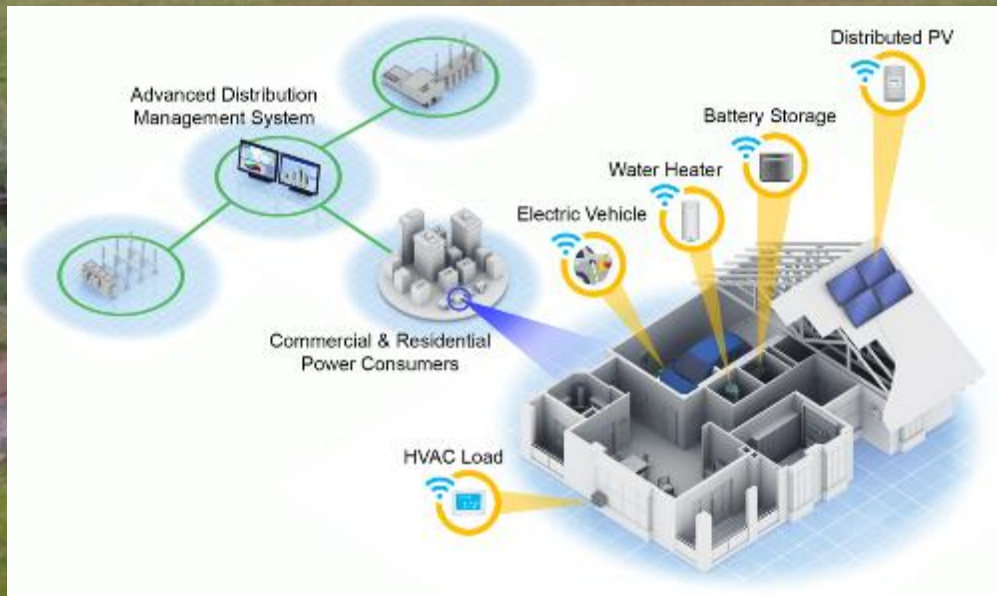 Distributed PV
Advanced Distribution
Management System
Battery Storage
Water Heater
Electric Vehicle
Commercial & Residential
Power Consumers
HVAC Load